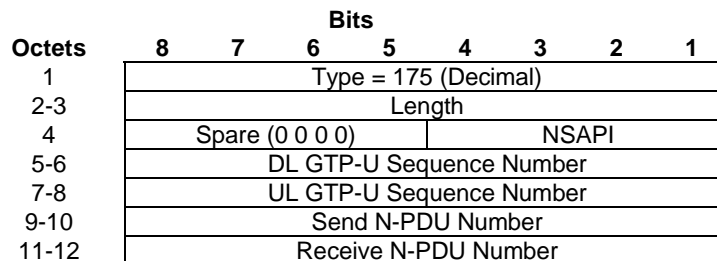 Bits
Octets 8 7 6 5 4 3 2 1
1 Type = 175 (Decimal)
2-3 Length
4 Spare (0 0 0 0) NSAPI
5-6 DL GTP-U Sequence Number
7-8 UL GTP-U Sequence Number
9-10 Send N-PDU Number
11-12 Receive N-PDU Number